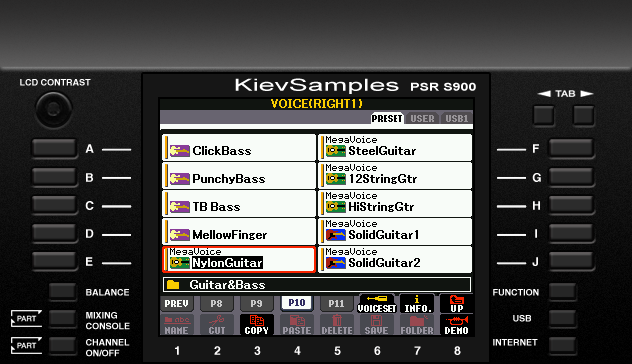 LCD CONTRAST
KievSamples PSR S900
TAB
VOICE(RIGHT1)
PRESET USER USB1
A
ClickBass
MegaVoice
SteelGuitar
F
B
PunchyBass
MegaVoice
12StringGtr
G
C
TB Bass
MegaVoice
HiStringGtr
H
D
MellowFinger
MegaVoice
SolidGuitar1
I
E
MegaVoice
NylonGuitar
MegaVoice
SolidGuitar2
J
Guitar&Bass
BALANCE
FUNCTION
PREV P8 P9 P10 P11 VOICESET INFO. UP
PART
MIXING
CONSOLE
USB
NAME CUT COPY PASTE DELETE SAVE FOLDER DEMO
PART
CHANNEL
ON/OFF
INTERNET
1 2 3 4 5 6 7 8